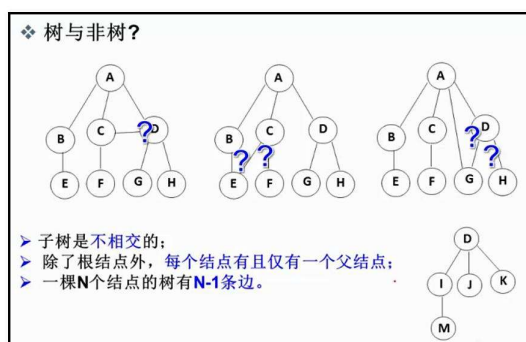 ❖ 树与非树?
A
B C ?D
E F G H
A
B C D
? ?
E F G H
A
B C D
? ?
E F G H
➢ 子树是不相交的;
➢ 除了根结点外,每个结点有且仅有一个父结点;
➢ 一棵N个结点的树有N-1条边。
D
I J K
M